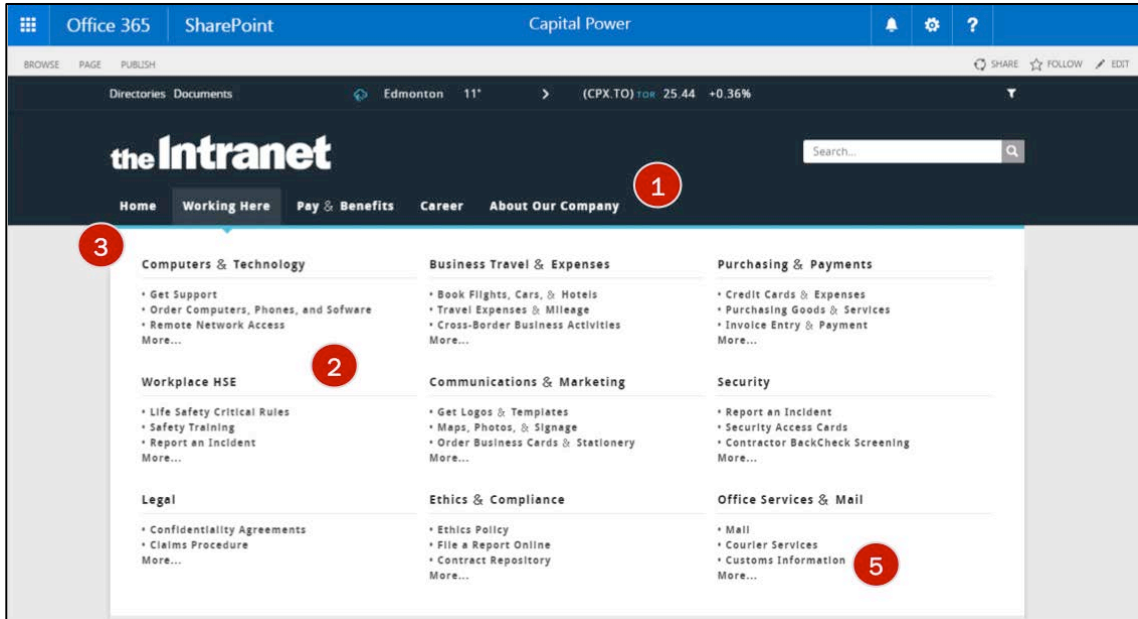 Office 365 SharePoint Capital Power ?
BROWSE PAGE PUBLISH SHARE FOLLOW EDIT
Directories Documents Edmonton 11° > (CPX.TO) TOR 25.44 +0.36%
the Intranet Search...
1
Home Working Here Pay & Benefits Career About Our Company
3
Computers & Technology Business Travel & Expenses Purchasing & Payments
• Get Support • Book Flights, Cars, & Hotels • Credit Cards & Expenses
• Order Computers, Phones, and Sofware • Travel Expenses & Mileage • Purchasing Goods & Services
• Remote Network Access • Cross-Border Business Activities • Invoice Entry & Payment
More... More... More...
2
Workplace HSE Communications & Marketing Security
• Life Safety Critical Rules • Get Logos & Templates • Report an Incident
• Safety Training • Maps, Photos, & Signage • Security Access Cards
• Report an Incident • Order Business Cards & Stationery • Contractor BackCheck Screening
More... More... More...
Legal Ethics & Compliance Office Services & Mail
• Confidentiality Agreements • Ethics Policy • Mail
• Claims Procedure • File a Report Online • Courier Services
More... • Contract Repository • Customs Information 5
More... More...